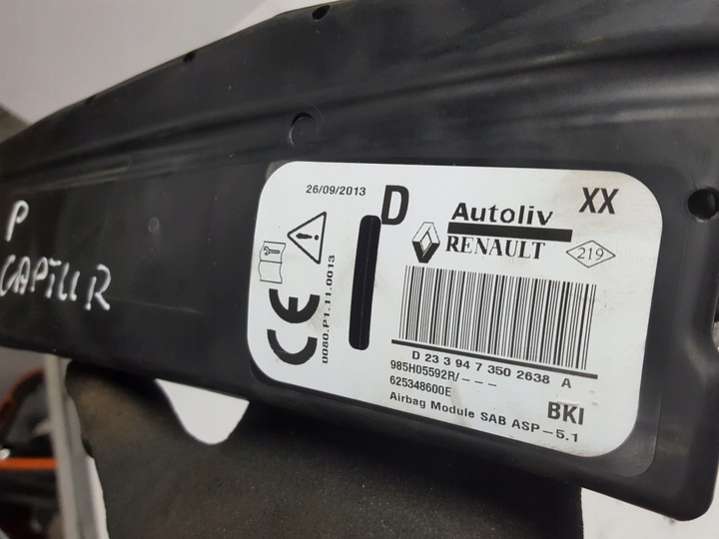 P
CAPTUR
26/09/2013
D
Autoliv
XX
RENAULT
219
0080.P1.11.0013
CE
D 23 3 94 7 350 2638 A
985H05592R/---
625348600E
BKI
Airbag Module SAB ASP-5.1